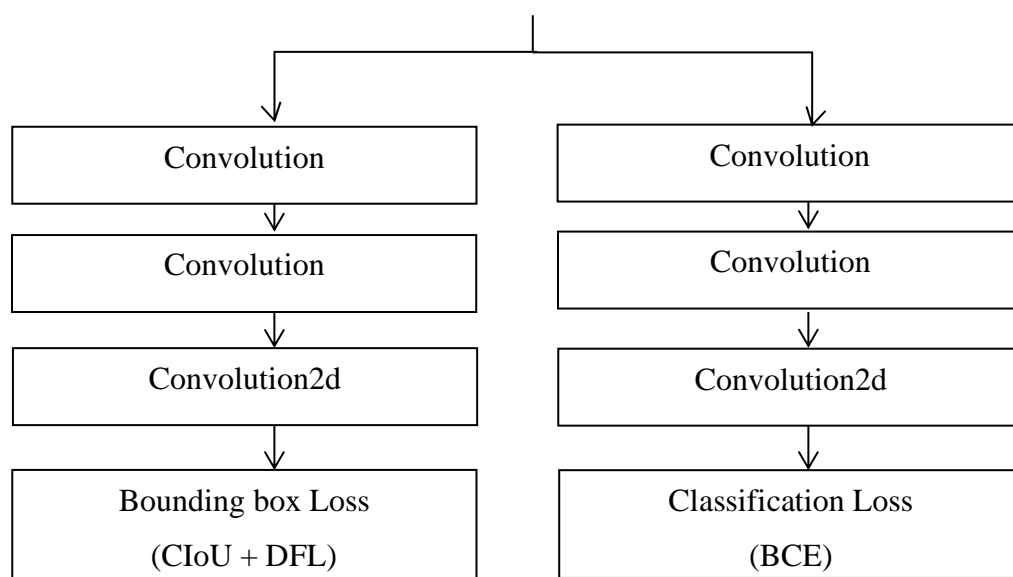 Convolution
Convolution
Convolution2d
Bounding box Loss
(CIoU + DFL)
Convolution
Convolution
Convolution2d
Classification Loss
(BCE)